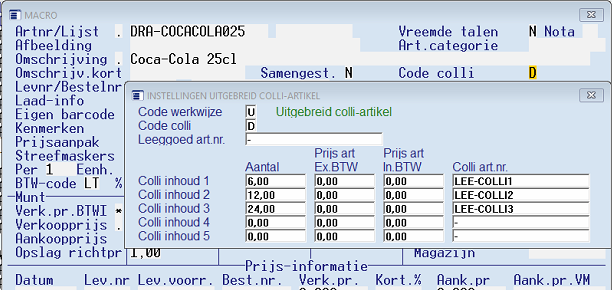 MACRO
Artnr/Lijst . DRA-COCACOLA025 Vreemde talen N Nota
Afbeelding Art.categorie
Omschrijving . Coca-Cola 25cl
Omschrijv.kort Samengest. N Code colli D
Levnr/Bestelnr
INSTELLINGEN UITGEBREID COLLI-ARTIKEL
Laad-info
Code werkwijze U Uitgebreid colli-artikel
Eigen barcode
Code colli D
Kenmerken
Leeggoed art.nr. -
Prijsaanpak
Prijs art Prijs art
Streefmaskers
Aantal Ex.BTW In.BTW Colli art.nr.
Per 1 Eenh.
Colli inhoud 1 6,00 0,00 0,00 LEE-COLLI1
BTW-code LT %
Colli inhoud 2 12,00 0,00 0,00 LEE-COLLI2
Munt
Colli inhoud 3 24,00 0,00 0,00 LEE-COLLI3
Verk.pr.BTWI *
Colli inhoud 4 0,00 0,00 0,00 -
Verkoopprijs .
Colli inhoud 5 0,00 0,00 0,00 -
Aankoopprijs
Opslag richtpr 1,00 Magazijn
Prijs-informatie
Datum Lev.nr Lev.voorr. Best.nr. Verk.pr. Kort.% Aank.pr Aank.pr.VM